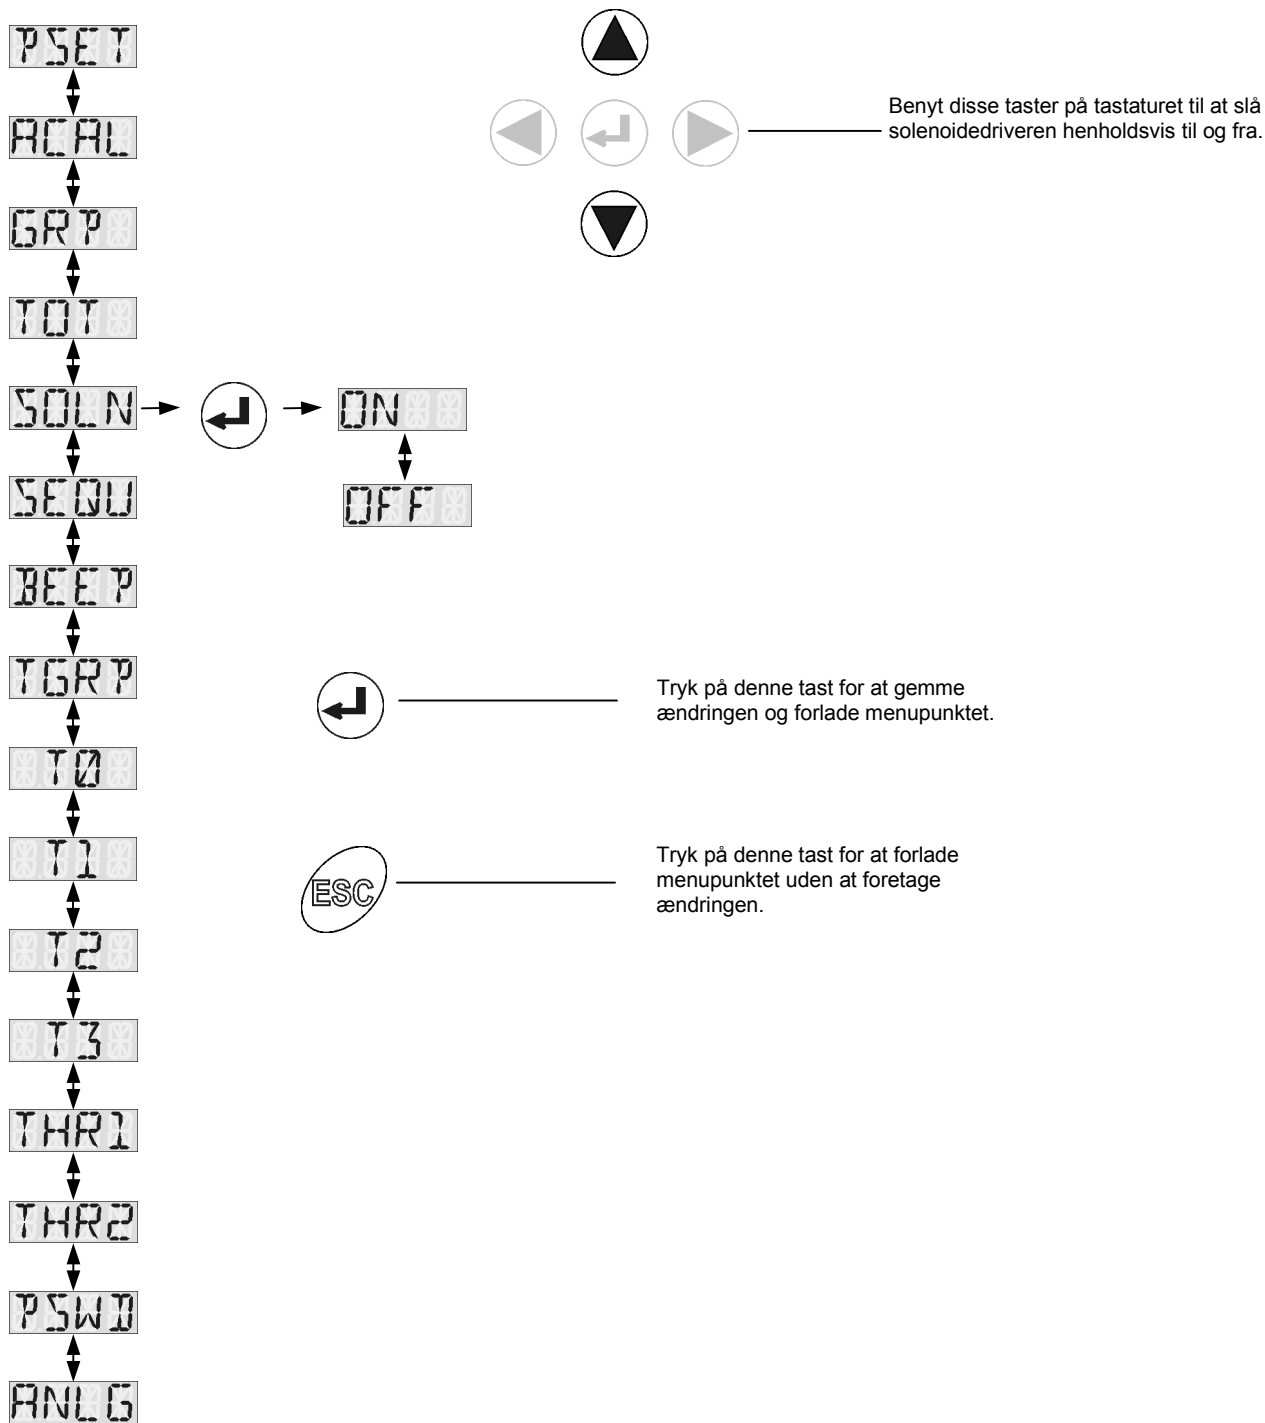 PSET
Benyt disse taster på tastaturet til at slå
solenoidedriveren henholdsvis til og fra.
ACAL
GRP
TOT
SOLN
ON
SEQU
OFF
BEEP
TGRP
Tryk på denne tast for at gemme
ændringen og forlade menupunktet.
T0
T1
ESC
Tryk på denne tast for at forlade
menupunktet uden at foretage
ændringen.
T2
T3
THR1
THR2
PSWD
ANLG